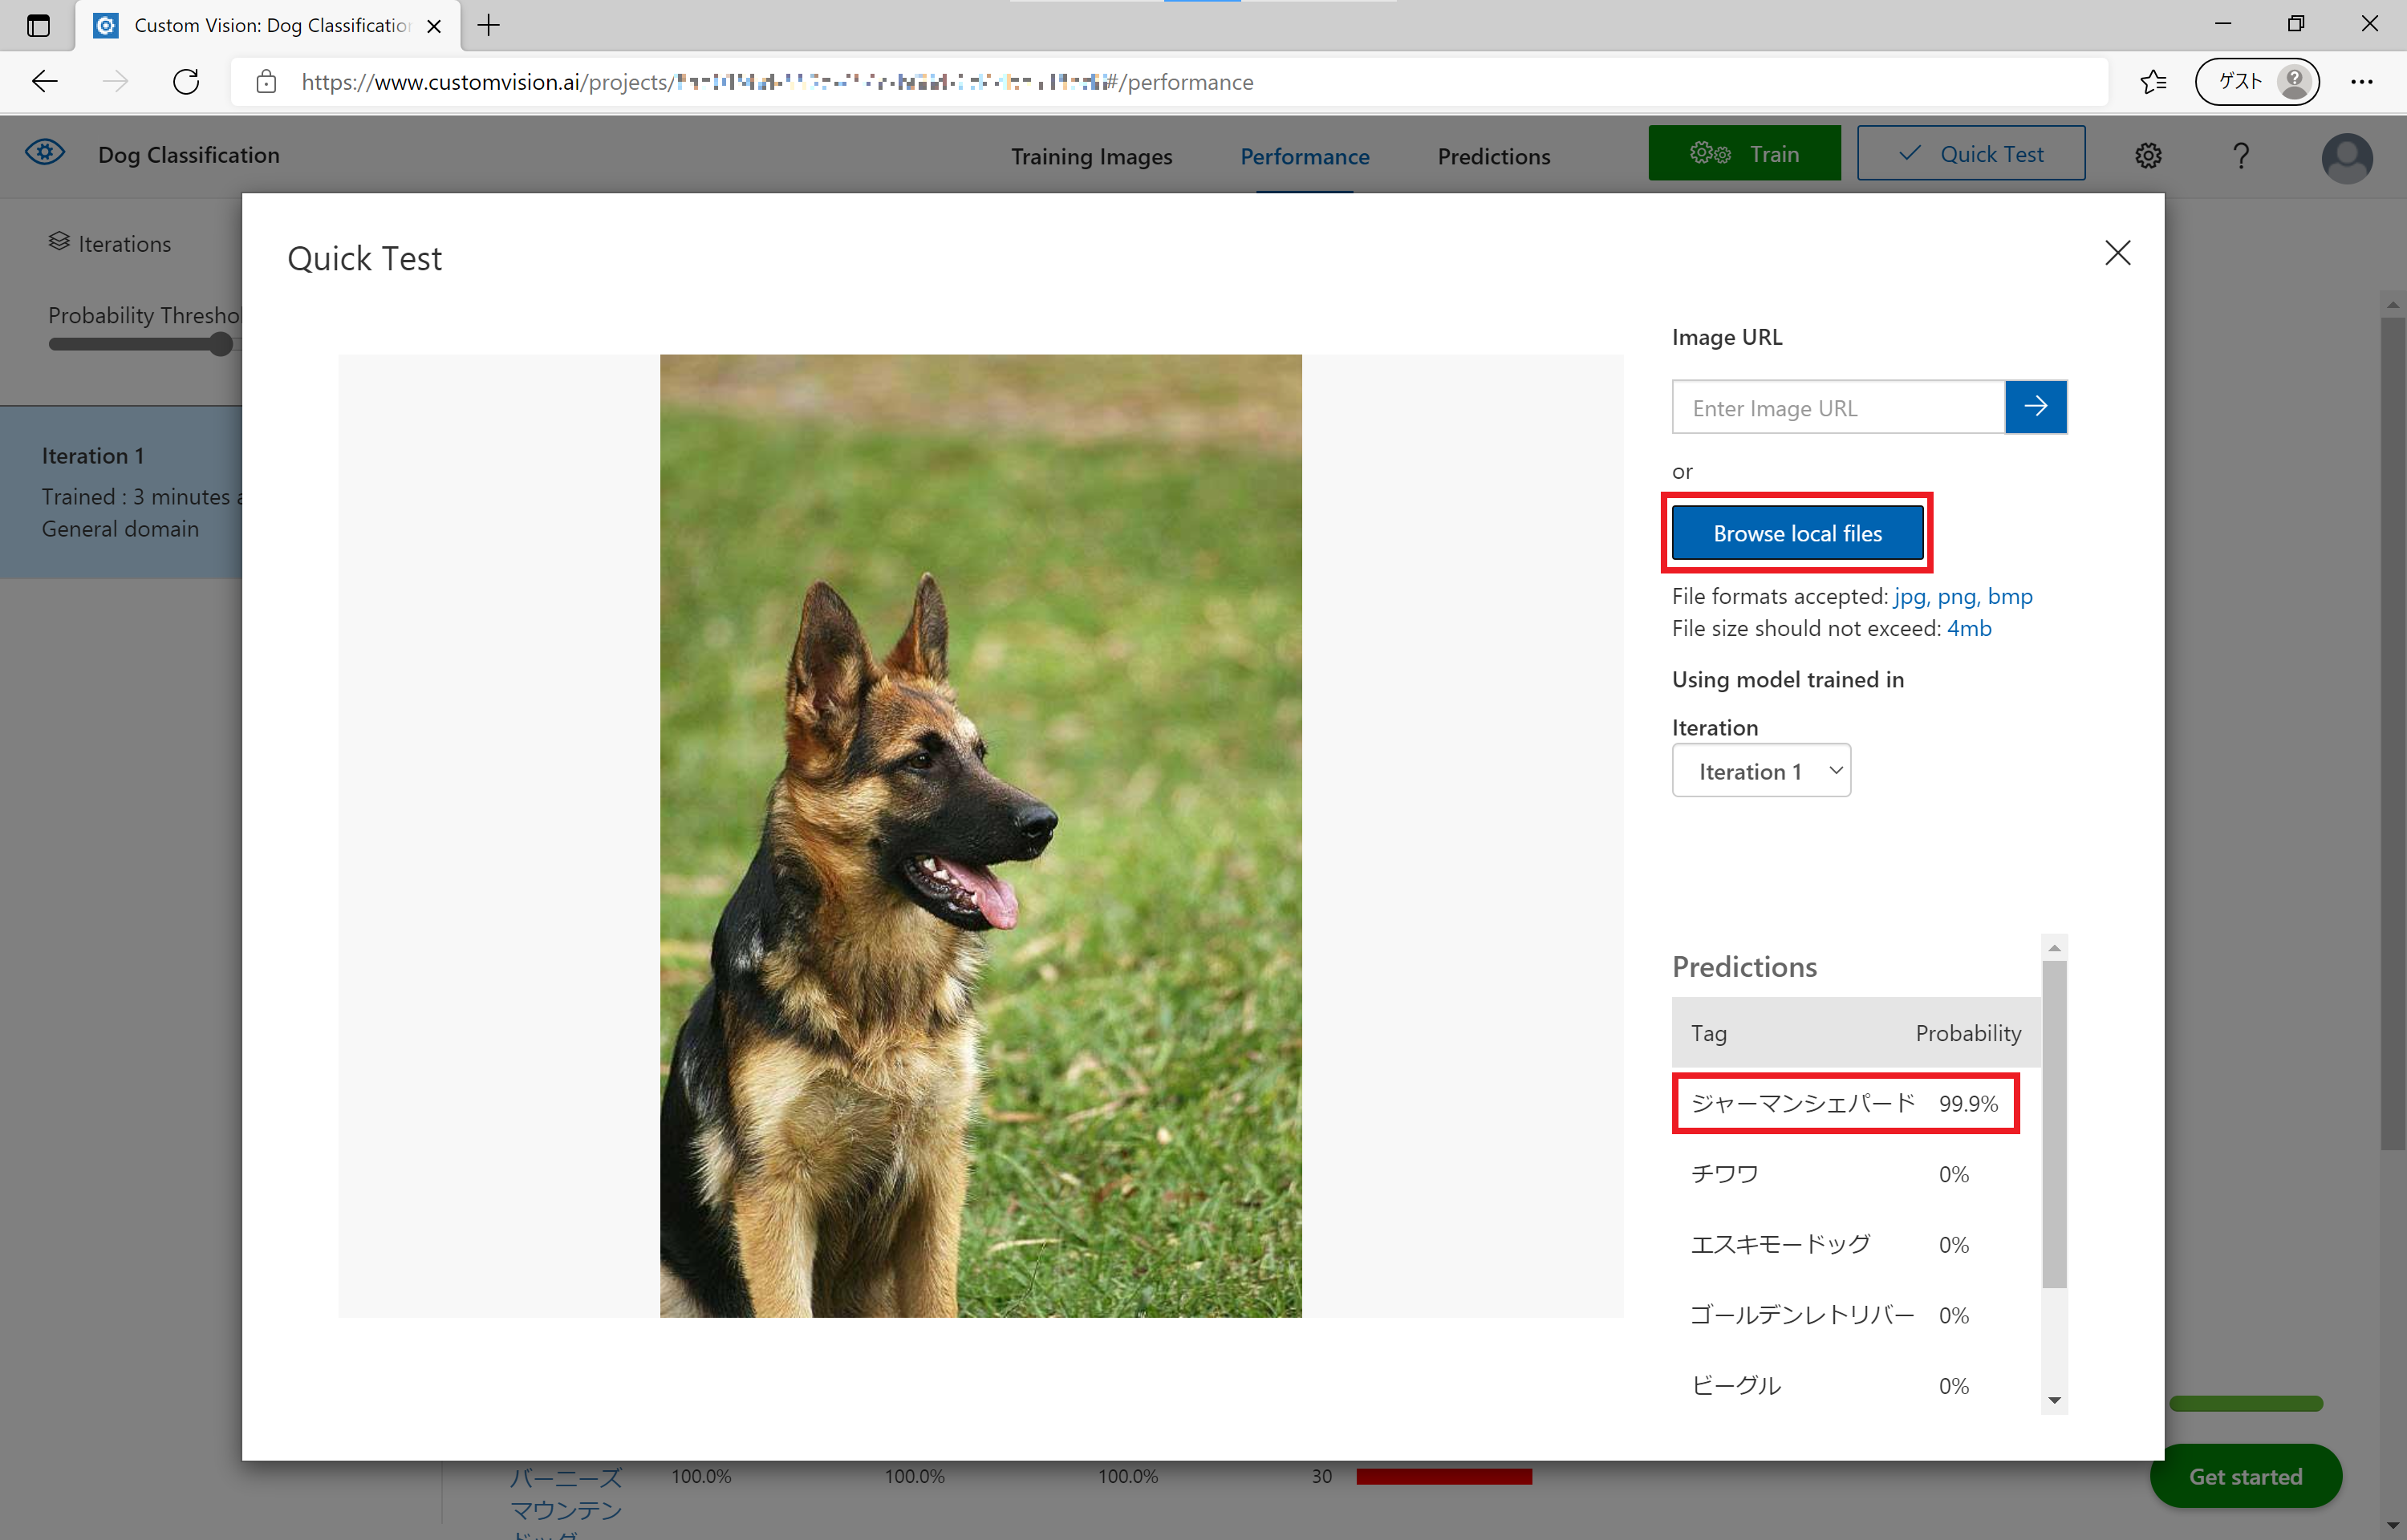 Custom Vision: Dog Classification
https://www.customvision.ai/projects/
#/performance
ゲスト
Dog Classification
Training Images
Performance
Predictions
Train
Quick Test
?
Iterations
Probability Threshol
Iteration 1
Trained : 3 minutes a
General domain
Quick Test
Image URL
Enter Image URL
or
Browse local files
File formats accepted: jpg, png, bmp
File size should not exceed: 4mb
Using model trained in
Iteration
Iteration 1
Predictions
Tag Probability
ジャーマンシェパード 99.9%
チワワ 0%
エスキモードッグ 0%
ゴールデンレトリバー 0%
ビーグル 0%
バーニーズ 100.0% 100.0% 100.0% 30
マウンテン
Get started